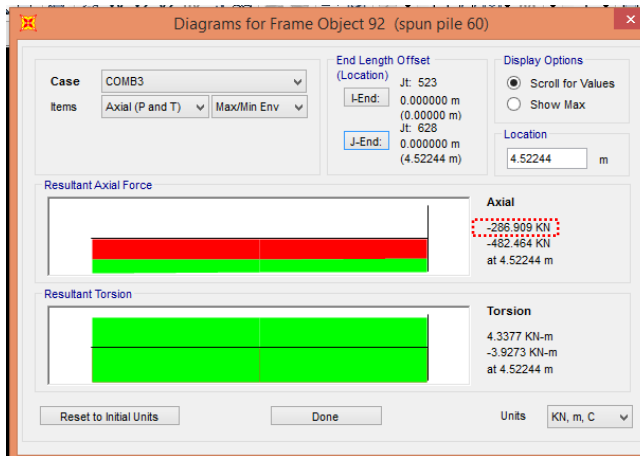 Diagrams for Frame Object 92 (spun pile 60)
Case COMB3
Items Axial (P and T) Max/Min Env
End Length Offset
(Location)
Jt: 523
I-End: 0.000000 m
(0.00000 m)
Jt: 628
J-End: 0.000000 m
(4.52244 m)
Display Options
Scroll for Values
Show Max
Location
4.52244 m
Resultant Axial Force
Axial
-286.909 KN
-482.464 KN
at 4.52244 m
Resultant Torsion
Torsion
4.3377 KN-m
-3.9273 KN-m
at 4.52244 m
Reset to Initial Units Done Units KN, m, C